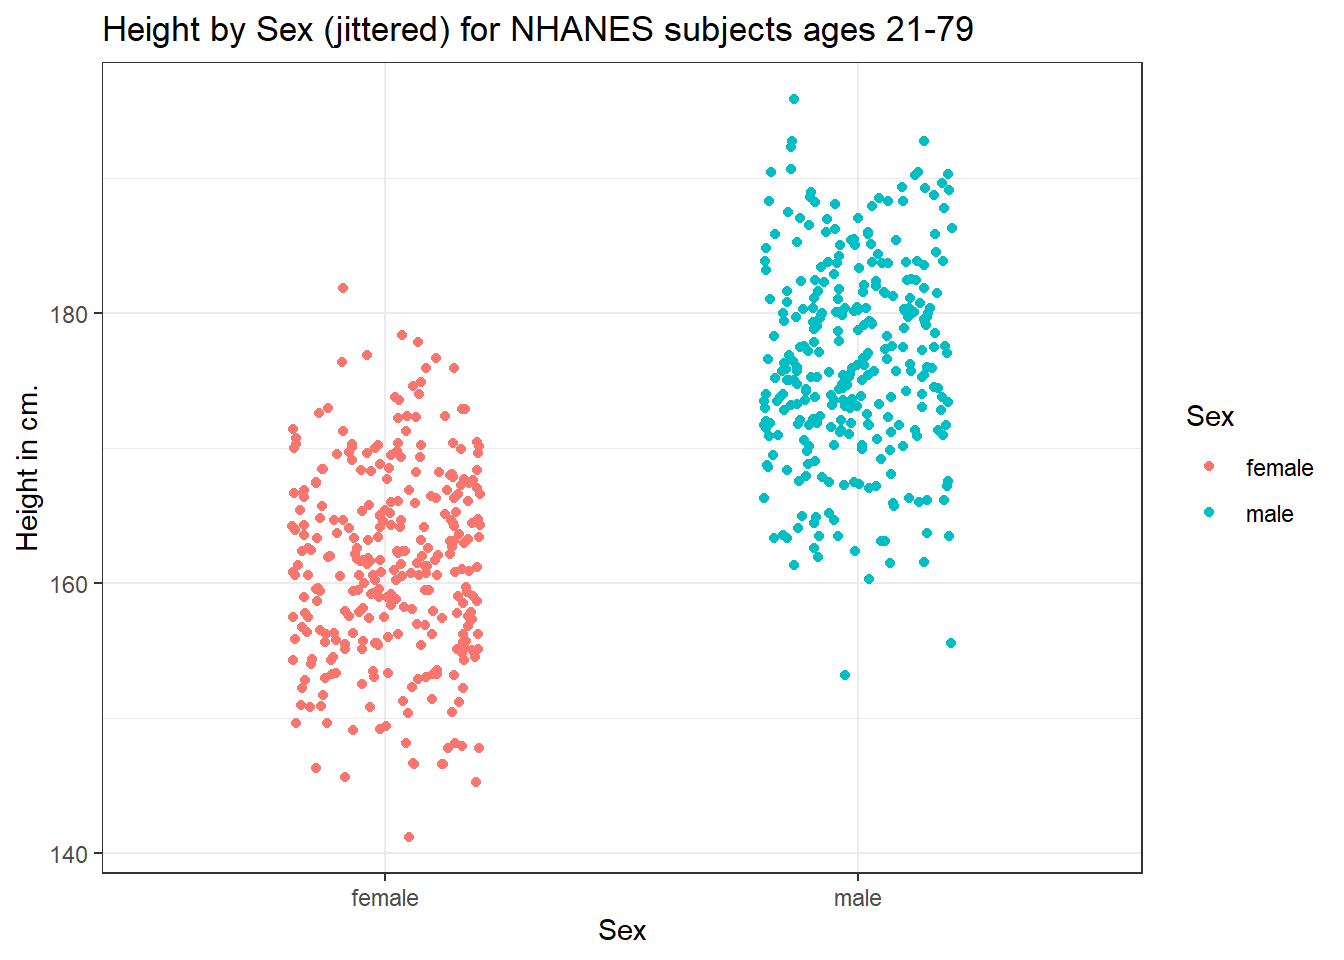 Height by Sex (jittered) for NHANES subjects ages 21-79
Height in cm.
180
160
140
female
male
Sex
Sex
female
male